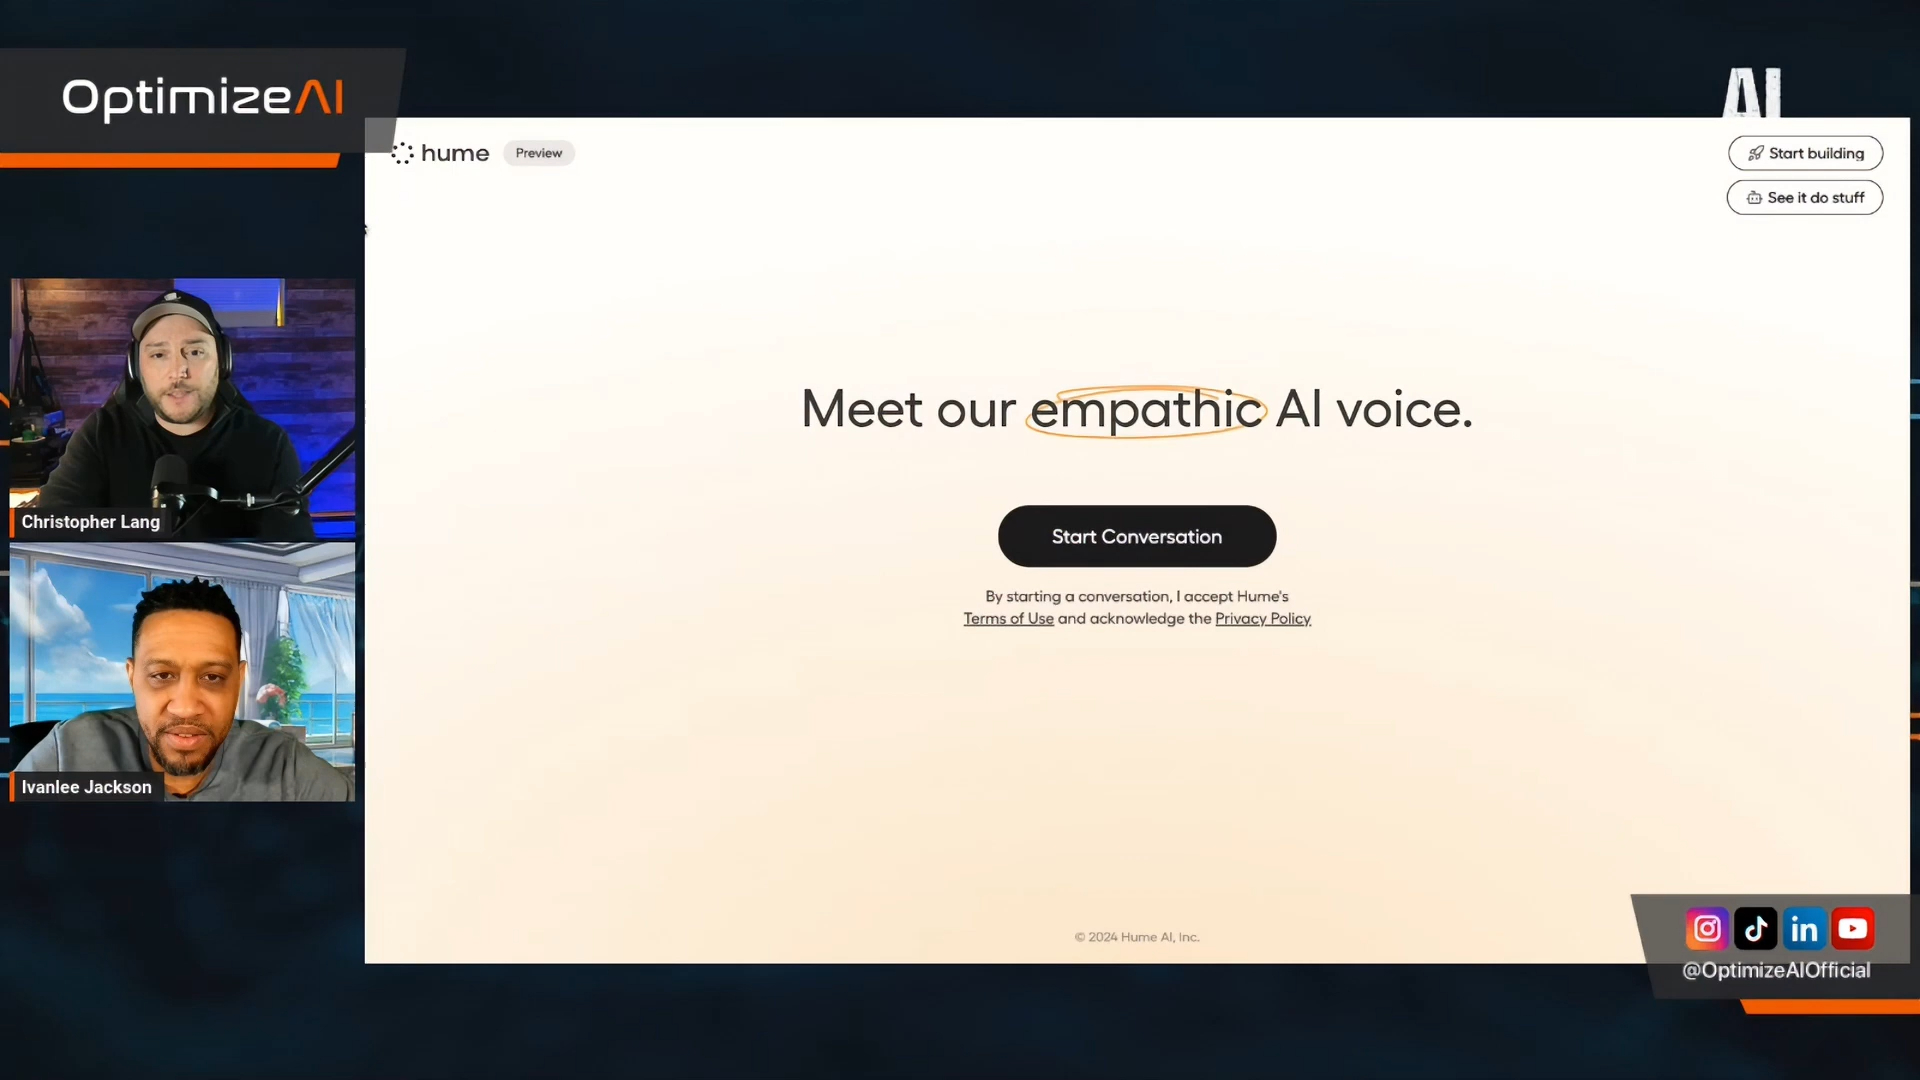 OptimizeAI
AI
hume
Preview
Start building
See it do stuff
Meet our empathic AI voice.
Start Conversation
By starting a conversation, I accept Hume's
Terms of Use and acknowledge the Privacy Policy
Christopher Lang
Ivanlee Jackson
© 2024 Hume AI, Inc.
in
@OptimizeAIOfficial